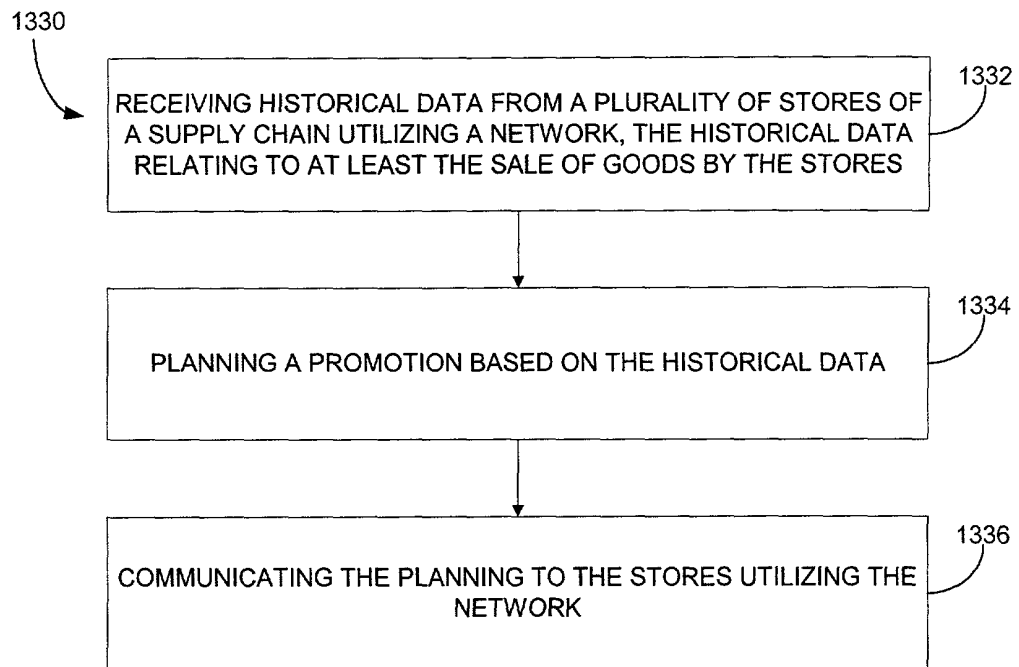 1330
1332
RECEIVING HISTORICAL DATA FROM A PLURALITY OF STORES OF
A SUPPLY CHAIN UTILIZING A NETWORK, THE HISTORICAL DATA
RELATING TO AT LEAST THE SALE OF GOODS BY THE STORES
1334
PLANNING A PROMOTION BASED ON THE HISTORICAL DATA
1336
COMMUNICATING THE PLANNING TO THE STORES UTILIZING THE
NETWORK